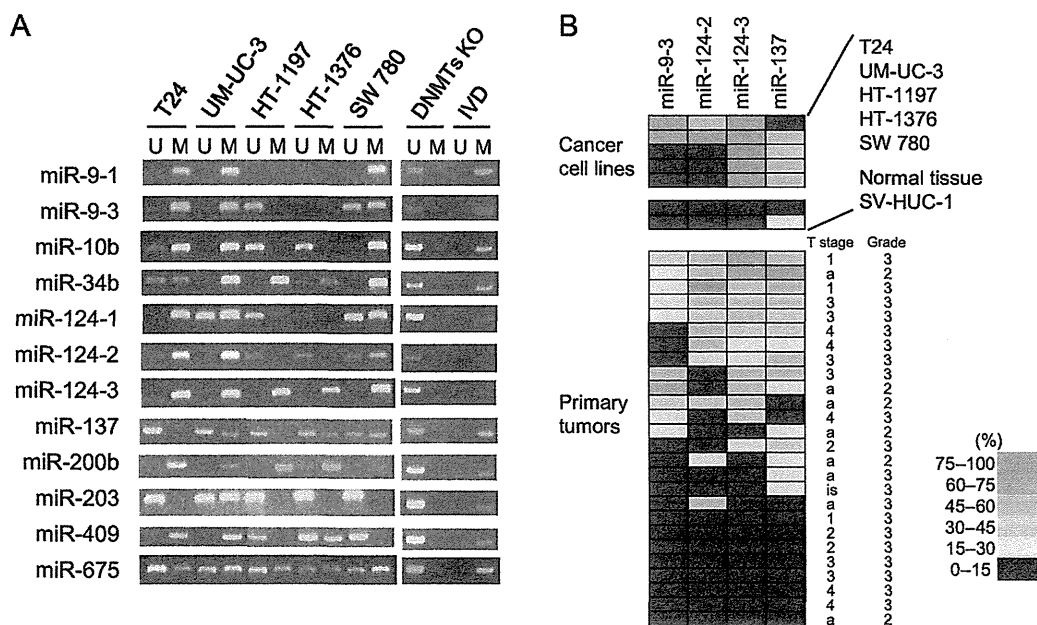 A
T24 UM-UC-3 HT-1197 HT-1376 SW 780 DNMTs KO IVD
U M U M U M U M U M U M U M
miR-9-1
miR-9-3
miR-10b
miR-34b
miR-124-1
miR-124-2
miR-124-3
miR-137
miR-200b
miR-203
miR-409
miR-675
B
miR-9-3 miR-124-2 miR-124-3 miR-137
T24
UM-UC-3
HT-1197
HT-1376
SW 780
Cancer
cell lines
Normal tissue
SV-HUC-1
T stage Grade
1 3
a 2
1 3
3 3
3 3
4 3
4 3
3 3
3 3
a 2
a 2
4 3
a 2
2 3
a 2
a 3
is 3
a 3
1 3
2 3
2 3
3 3
3 3
4 3
4 3
a 2
Primary
tumors
(%)
75–100
60–75
45–60
30–45
15–30
0–15